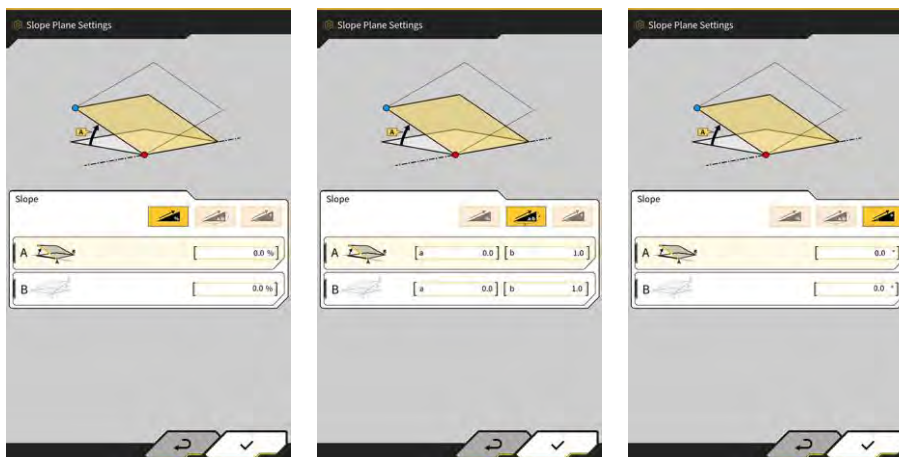 Slope Plane Settings
A
Slope
%
A
[ 0.0 % ]
B
[ 0.0 % ]
Slope Plane Settings
A
Slope
A
[ a 0.0 ] [ b 1.0 ]
B
[ a 0.0 ] [ b 1.0 ]
Slope Plane Settings
A
Slope
A
[ 0.0 ° ]
B
[ 0.0 ° ]